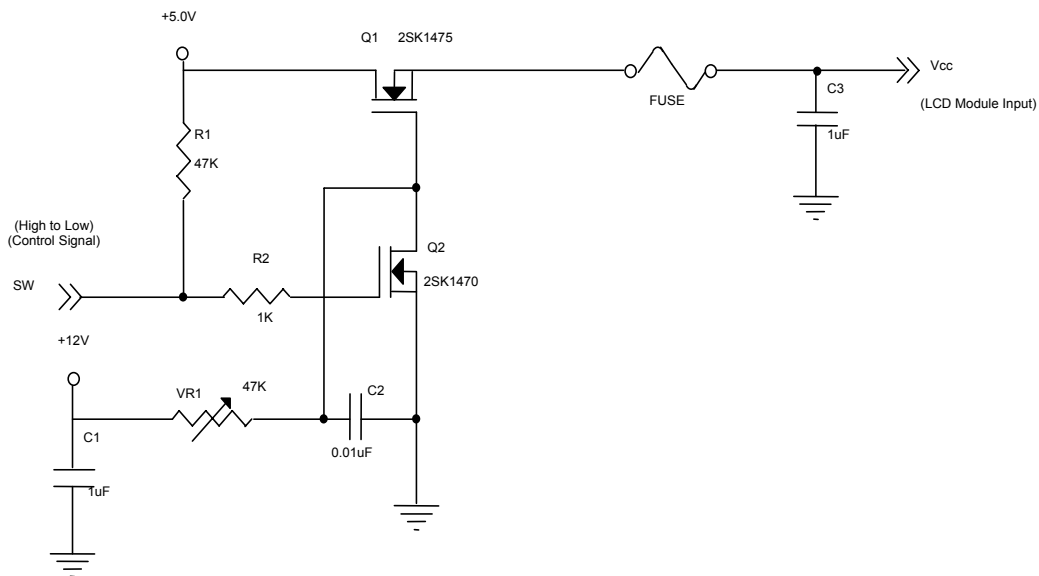 +5.0V
Q1
2SK1475
Vcc
FUSE
C3
(LCD Module Input)
R1
1uF
47K
(High to Low)
(Control Signal)
Q2
R2
SW
2SK1470
1K
+12V
VR1
47K
C2
C1
0.01uF
1uF